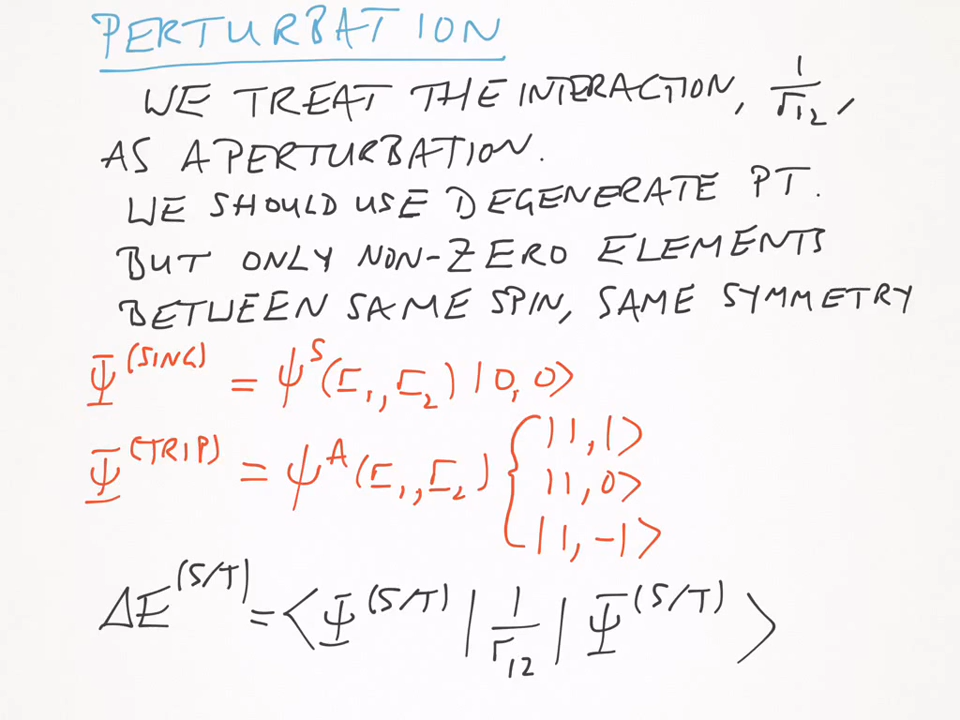 PERTURBATION
WE TREAT THE INTERACTION, 1/r₁₂,
AS A PERTURBATION.
WE SHOULD USE DEGENERATE PT.
BUT ONLY NON-ZERO ELEMENTS
BETWEEN SAME SPIN, SAME SYMMETRY
Ψ^(SING) = ψ^S(r₁, r₂) |0, 0⟩
Ψ^(TRIP) = ψ^A(r₁, r₂) { |1, 1⟩
|1, 0⟩
|1, -1⟩
ΔE^(S/T) = ⟨Ψ^(S/T) | 1/r₁₂ | Ψ^(S/T)⟩